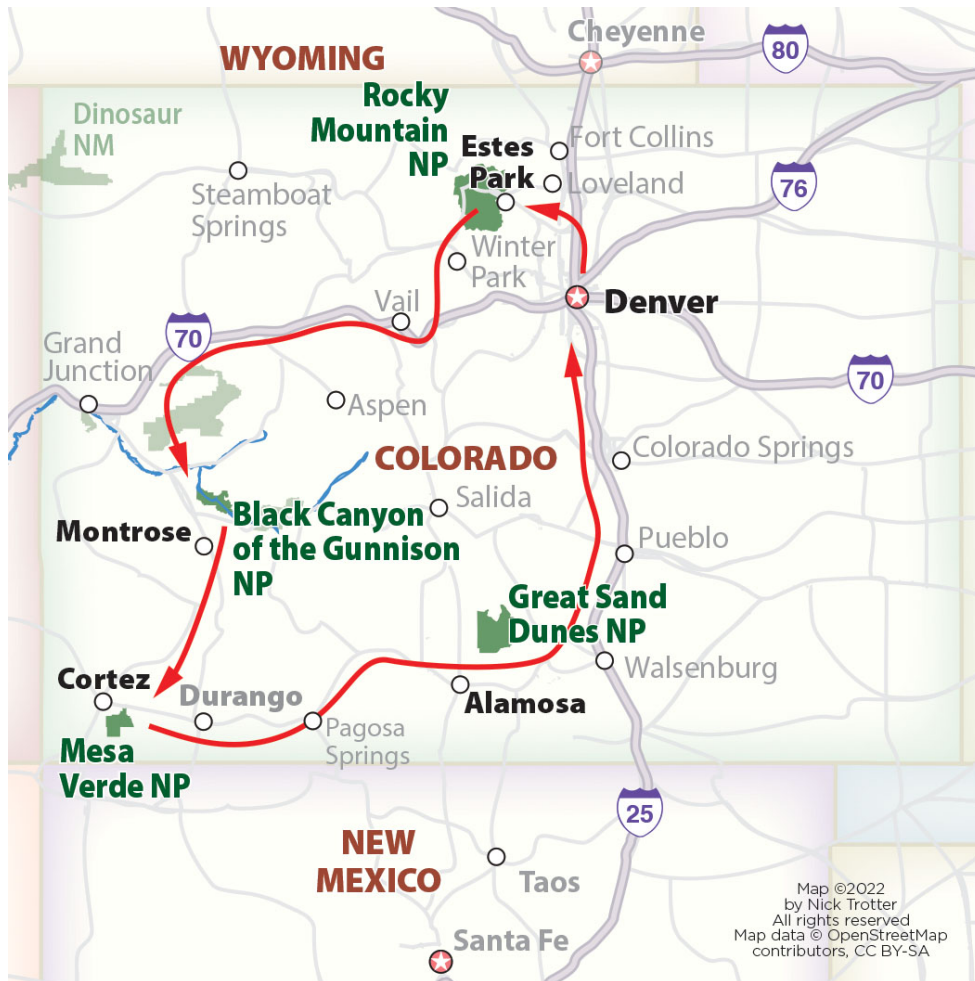 Cheyenne
80
WYOMING
Rocky
Mountain
NP
Dinosaur
NM
Estes
Park
Fort Collins
Loveland
76
Steamboat
Springs
Winter
Park
Vail
Denver
70
Grand
Junction
70
Aspen
COLORADO
Colorado Springs
Salida
Montrose
Black Canyon
of the Gunnison
NP
Pueblo
Great Sand
Dunes NP
Walsenburg
Cortez
Durango
Alamosa
Pagosa
Springs
Mesa
Verde NP
25
NEW
MEXICO
Taos
Santa Fe
Map ©2022
by Nick Trotter
All rights reserved
Map data © OpenStreetMap
contributors, CC BY-SA